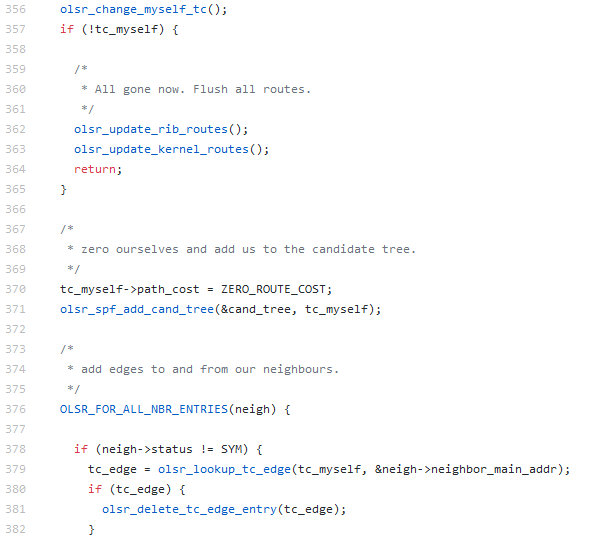 356 olsr_change_myself_tc();
357 if (!tc_myself) {
358
359 /*
360 * All gone now. Flush all routes.
361 */
362 olsr_update_rib_routes();
363 olsr_update_kernel_routes();
364 return;
365 }
366
367 /*
368 * zero ourselves and add us to the candidate tree.
369 */
370 tc_myself->path_cost = ZERO_ROUTE_COST;
371 olsr_spf_add_cand_tree(&cand_tree, tc_myself);
372
373 /*
374 * add edges to and from our neighbours.
375 */
376 OLSR_FOR_ALL_NBR_ENTRIES(neigh) {
377
378 if (neigh->status != SYM) {
379 tc_edge = olsr_lookup_tc_edge(tc_myself, &neigh->neighbor_main_addr);
380 if (tc_edge) {
381 olsr_delete_tc_edge_entry(tc_edge);
382 }